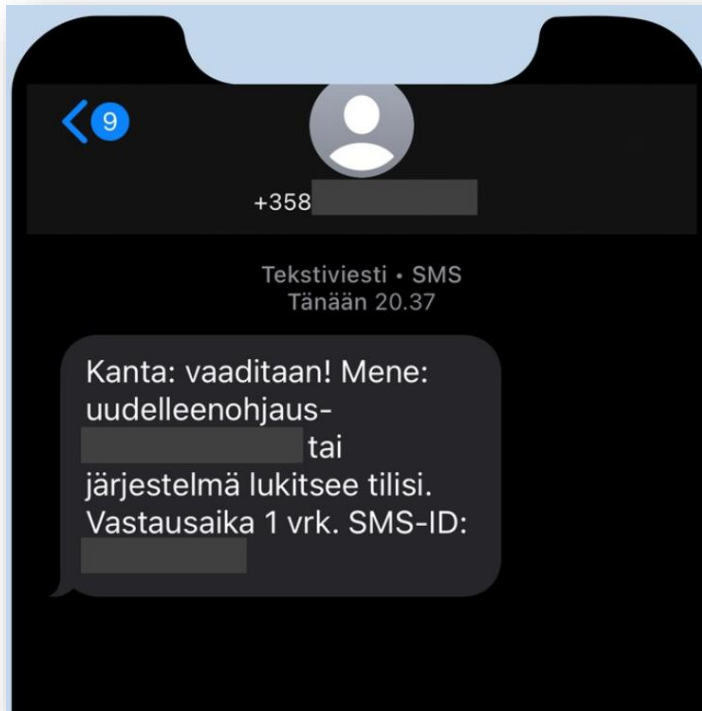 9
+358
Tekstiviesti • SMS
Tänään 20.37
Kanta: vaaditaan! Mene:
uudelleenohjaus-
tai
järjestelmä lukitsee tilisi.
Vastausaika 1 vrk. SMS-ID: